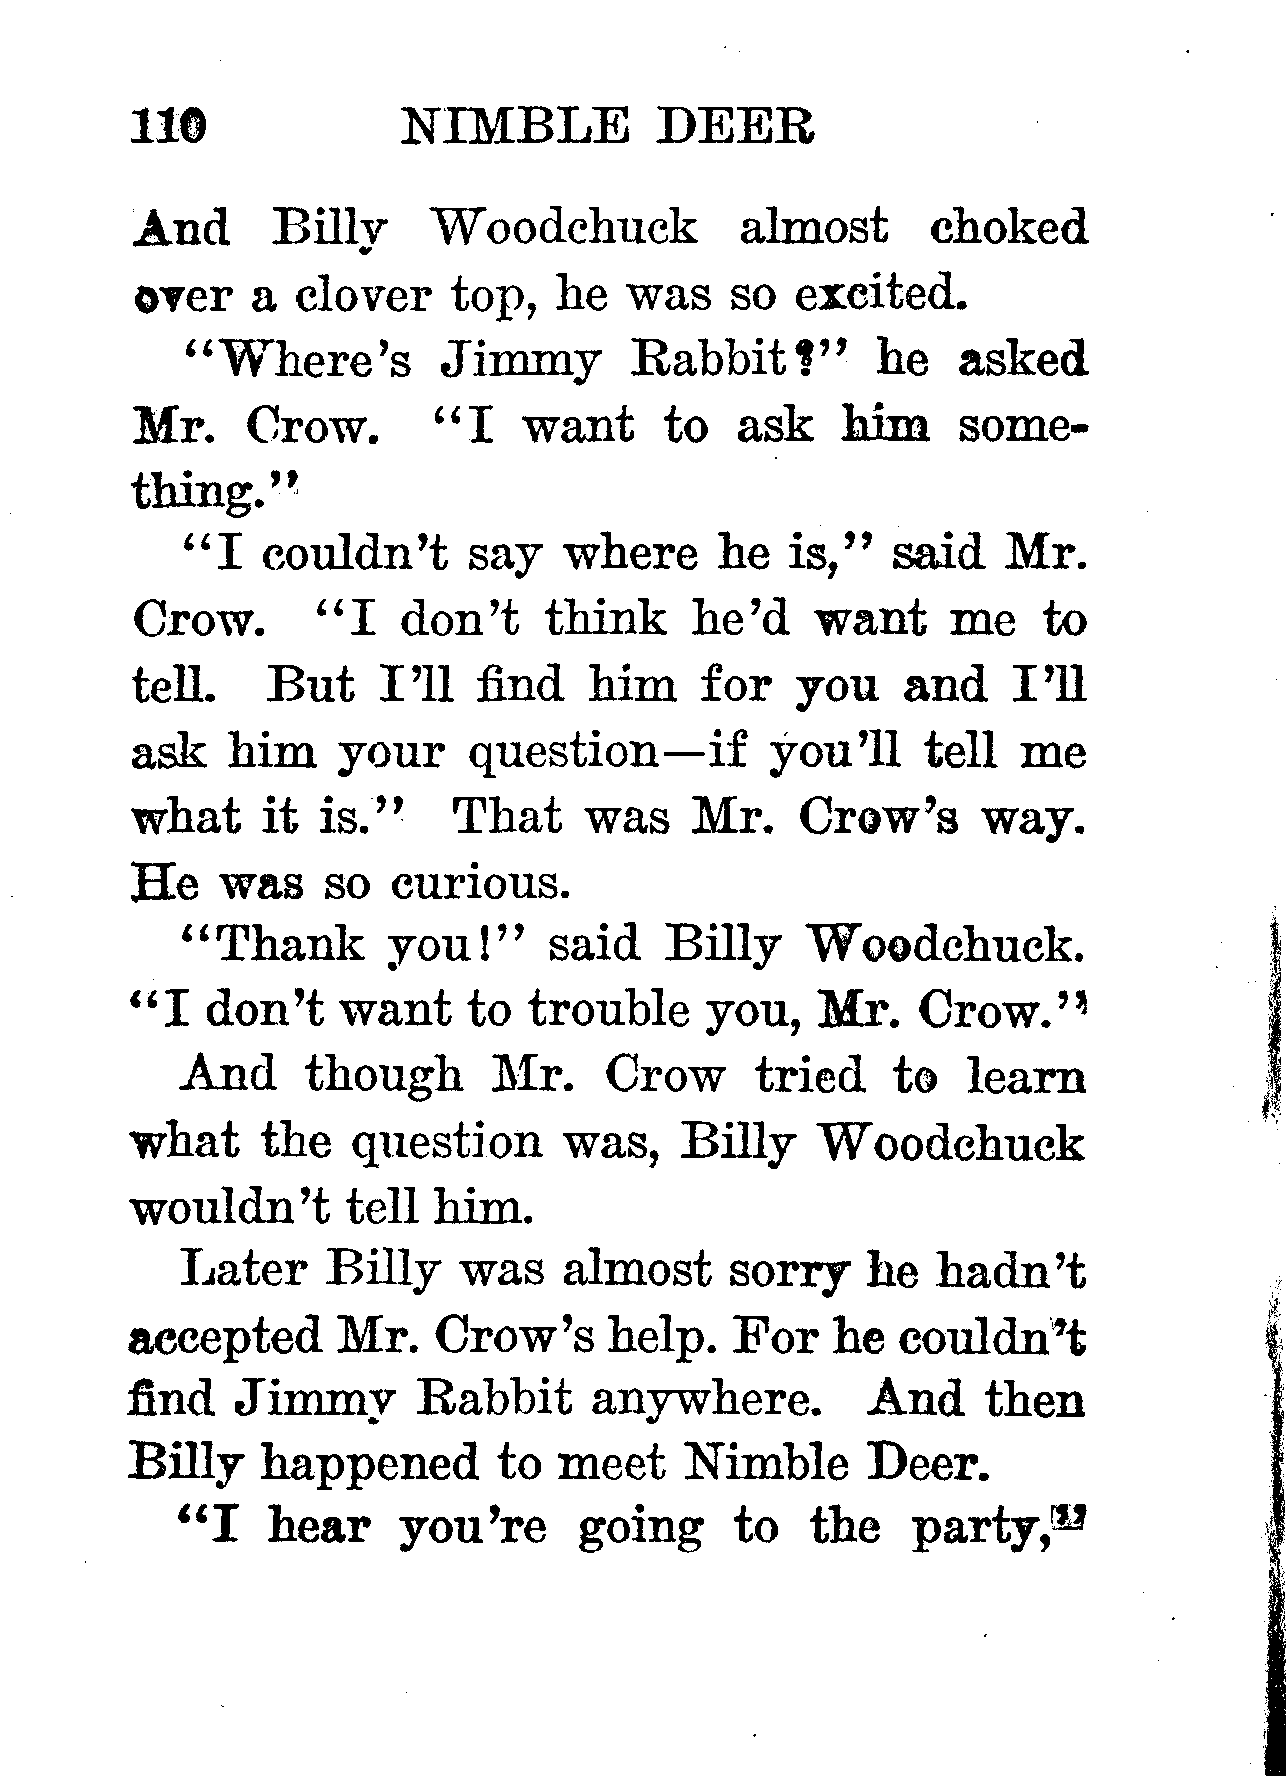 110 NIMBLE DEER
And Billy Woodchuck almost choked
over a clover top, he was so excited.
"Where's Jimmy Rabbit?" he asked
Mr. Crow. "I want to ask him some-
thing."
"I couldn't say where he is," said Mr.
Crow. "I don't think he'd want me to
tell. But I'll find him for you and I'll
ask him your question—if you'll tell me
what it is." That was Mr. Crow's way.
He was so curious.
"Thank you!" said Billy Woodchuck.
"I don't want to trouble you, Mr. Crow."
And though Mr. Crow tried to learn
what the question was, Billy Woodchuck
wouldn't tell him.
Later Billy was almost sorry he hadn't
accepted Mr. Crow's help. For he couldn't
find Jimmy Rabbit anywhere. And then
Billy happened to meet Nimble Deer.
"I hear you're going to the party,"